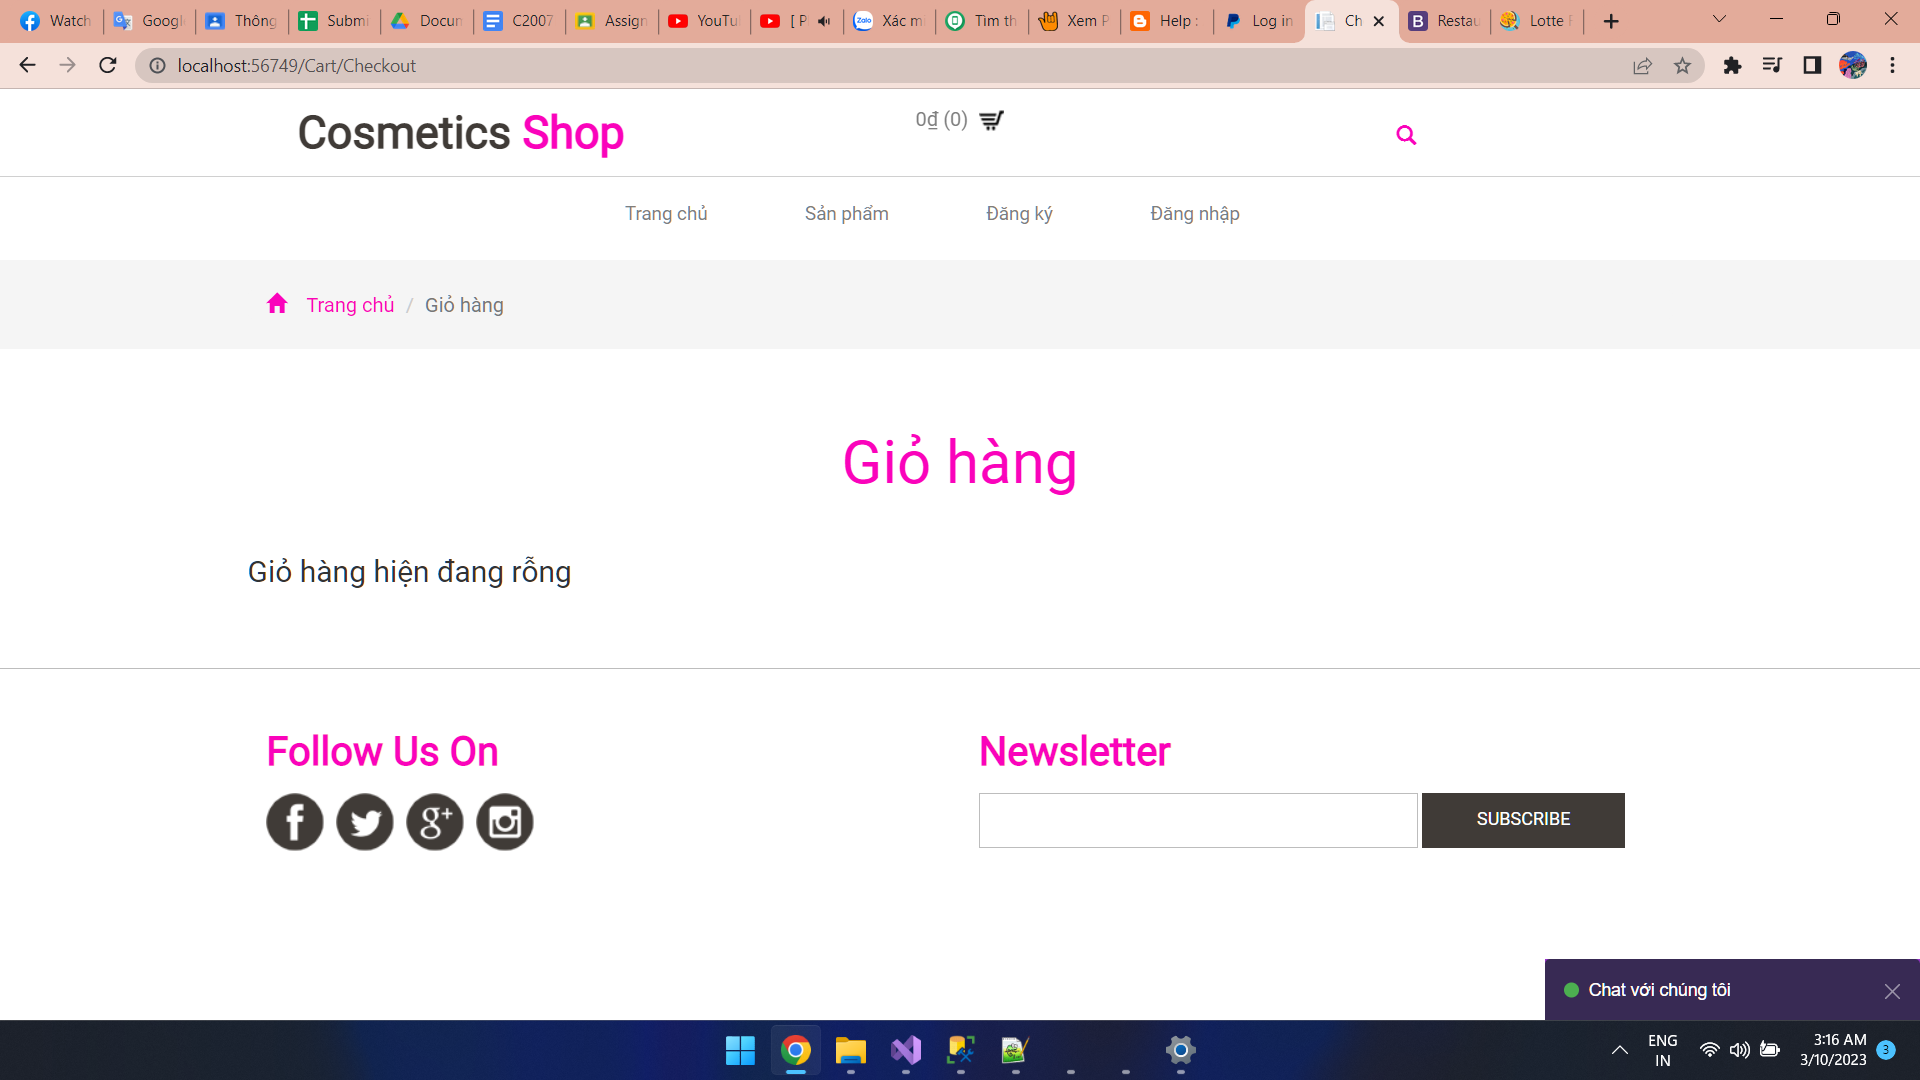 Watch Googl Thông Submi Docun C2007 Assign YouTu [ P Xác mi Tìm th Xem P Help : Log in Ch Restau Lotte F
localhost:56749/Cart/Checkout
Cosmetics Shop
0₫ (0)
Trang chủ Sản phẩm Đăng ký Đăng nhập
Trang chủ / Giỏ hàng
Giỏ hàng
Giỏ hàng hiện đang rỗng
Follow Us On
Newsletter
SUBSCRIBE
Chat với chúng tôi
ENG
IN
3:16 AM
3/10/2023
3